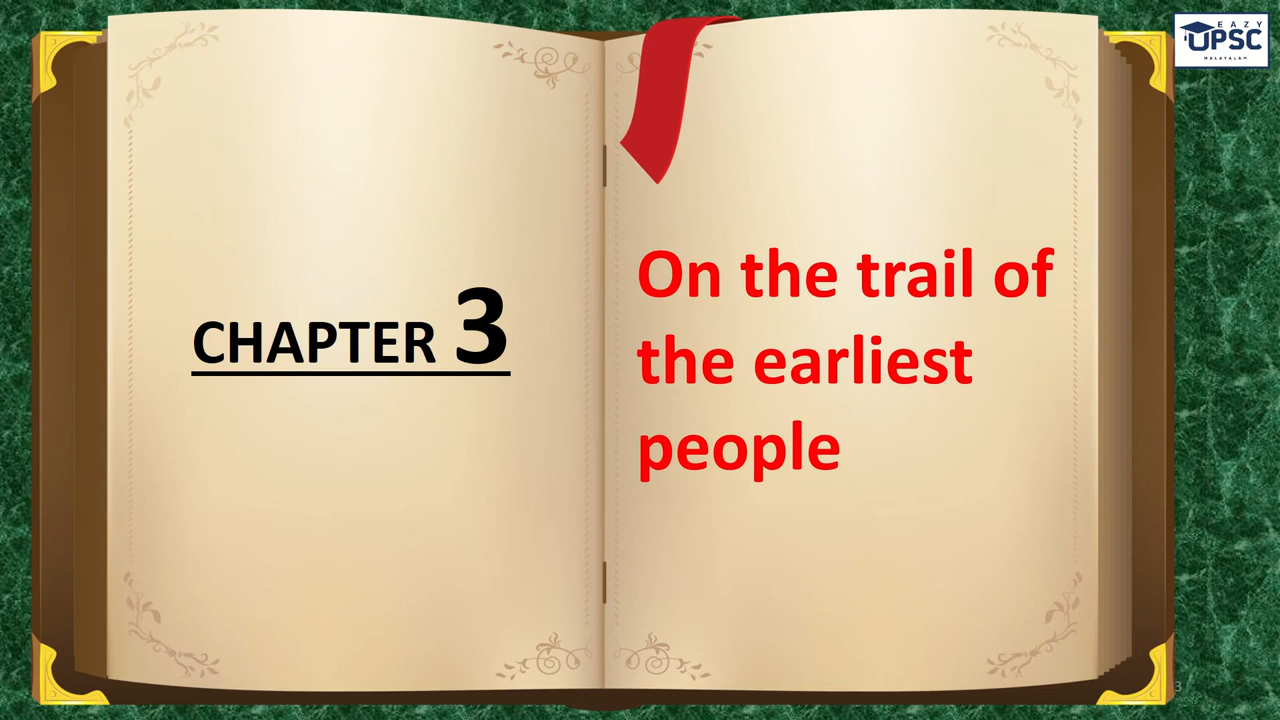 EAZY
UPSC
MALAYALAM
CHAPTER 3
On the trail of
the earliest
people
3